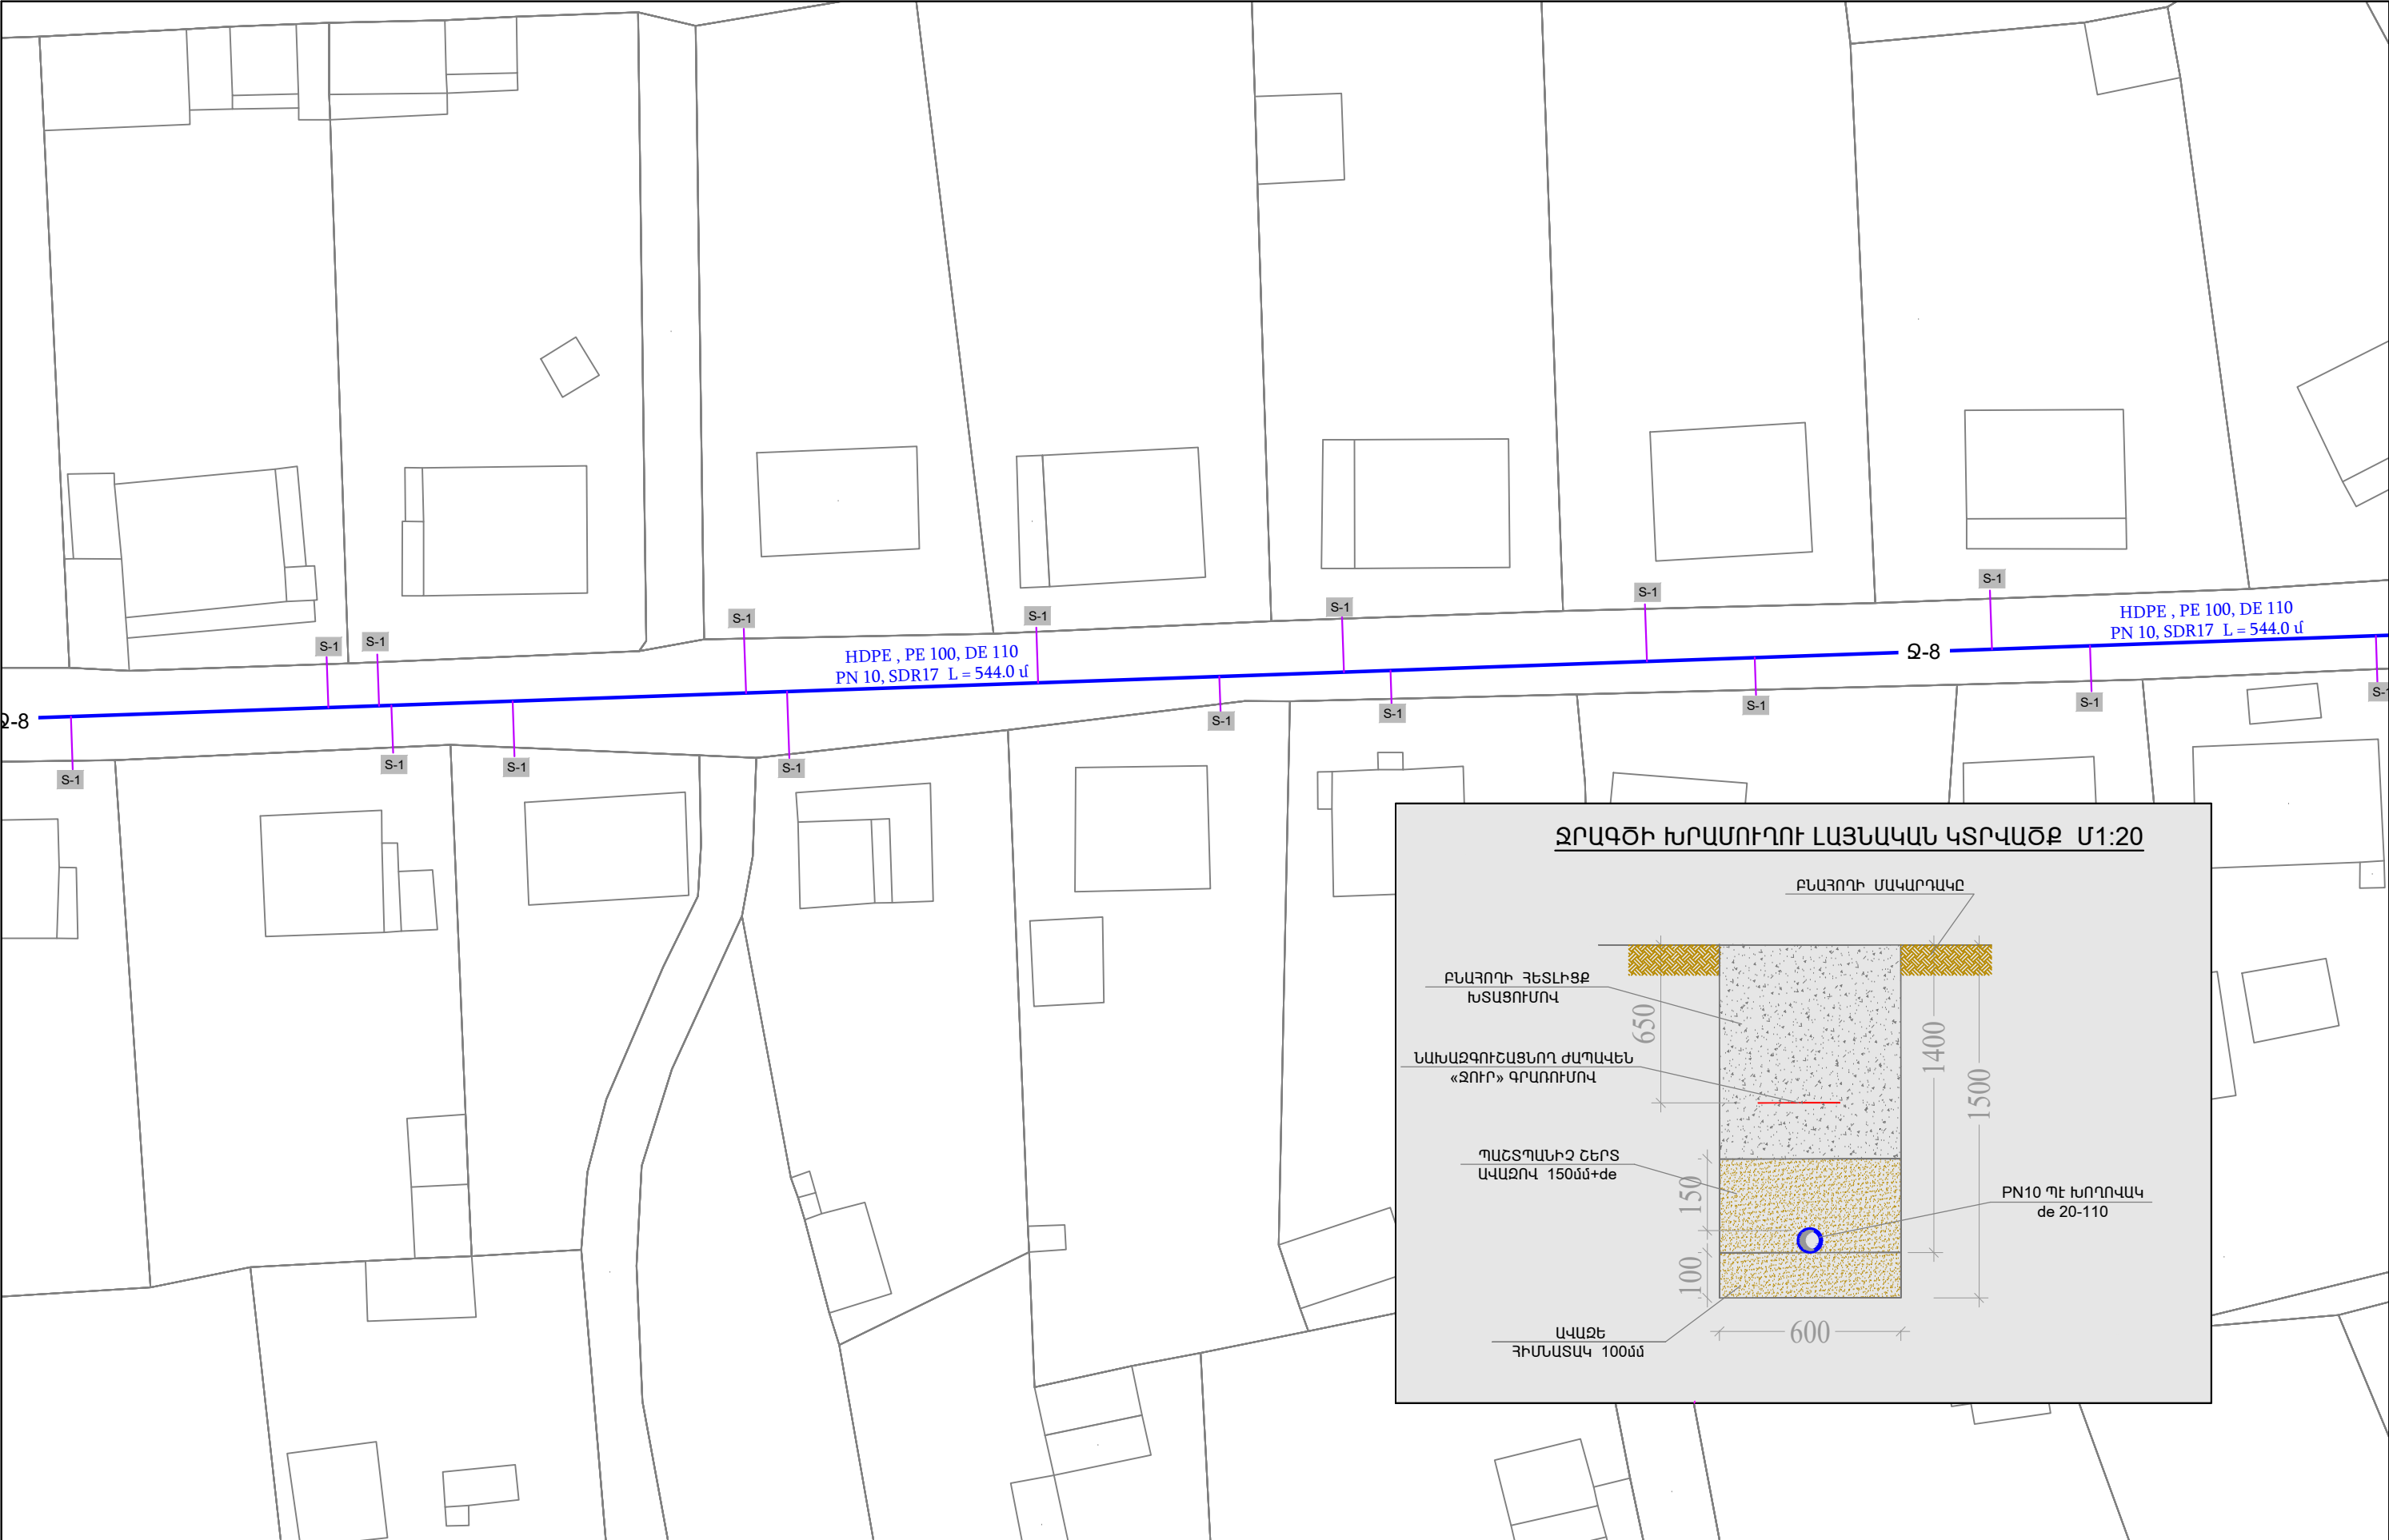 S-1
HDPE , PE 100, DE 110
PN 10, SDR17 L = 544.0 մ
S-1
S-1
S-1
S-1
S-1
S-1
S-1
HDPE , PE 100, DE 110
PN 10, SDR17 L = 544.0 մ
Ջ-8
Ջ-8
S-1
S-1
S-1
S-1
S-1
S-1
S-1
S-1
S-1
ՋՐԱԳԾԻ ԽՐԱՄՈՒՂՈՒ ԼԱՅՆԱԿԱՆ ԿՏՐՎԱԾՔ Մ1:20
ԲՆԱՀՈՂԻ ՄԱԿԱՐԴԱԿԸ
ԲՆԱՀՈՂԻ ՀԵՏԼԻՑՔ
ԽՏԱՑՈՒՄՈՎ
650
1400
1500
ՆԱԽԱԶԳՈՒՇԱՑՆՈՂ ԺԱՊԱՎԵՆ
«ՋՈՒՐ» ԳՐԱՌՈՒՄՈՎ
ՊԱՇՏՊԱՆԻՉ ՇԵՐՏ
ԱՎԱԶՈՎ 150մմ+de
150
PN10 ՊԷ ԽՈՂՈՎԱԿ
de 20-110
100
600
ԱՎԱԶԵ
ՀԻՄՆԱՏԱԿ 100մմ